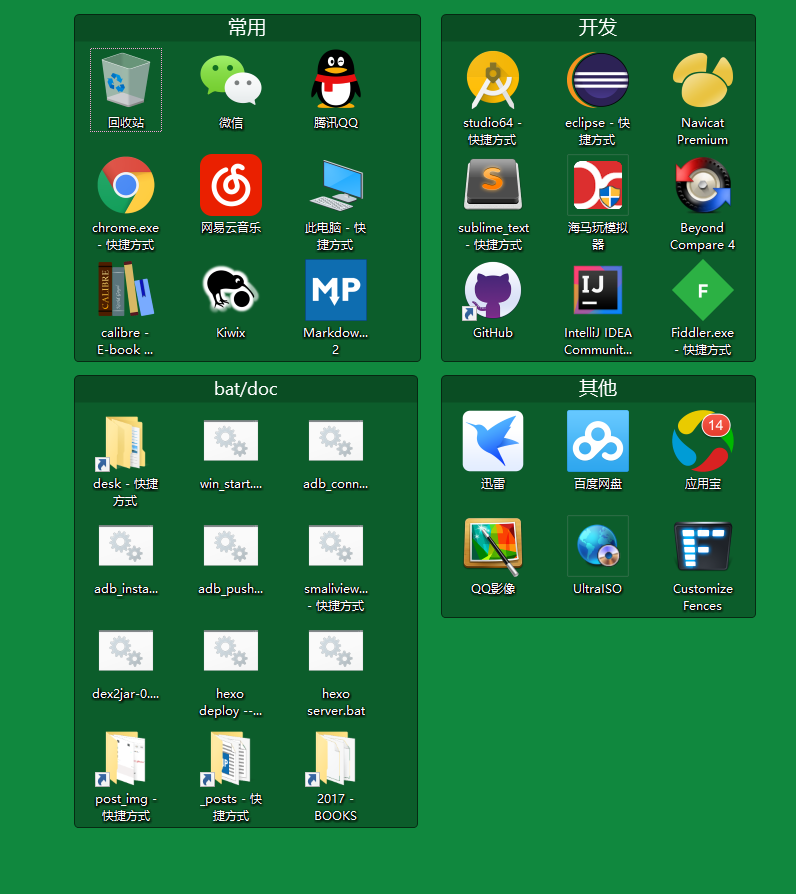 常用
回收站
微信
腾讯QQ
chrome.exe
- 快捷方式
网易云音乐
此电脑 - 快
捷方式
CALIBRE
calibre -
E-book ...
Kiwix
MP
Markdow...
2
开发
studio64 -
快捷方式
eclipse - 快
捷方式
Navicat
Premium
S
sublime_text
- 快捷方式
海马玩模拟
器
Beyond
Compare 4
GitHub
IJ
IntelliJ IDEA
Communit...
F
Fiddler.exe
- 快捷方式
bat/doc
desk - 快捷
方式
win_start....
adb_conn...
adb_insta...
adb_push...
smaliview...
- 快捷方式
dex2jar-0....
hexo
deploy --...
hexo
server.bat
post_img -
快捷方式
MP
_posts - 快
捷方式
2017 -
BOOKS
其他
迅雷
百度网盘
14
应用宝
QQ影像
UltraISO
F
Customize
Fences